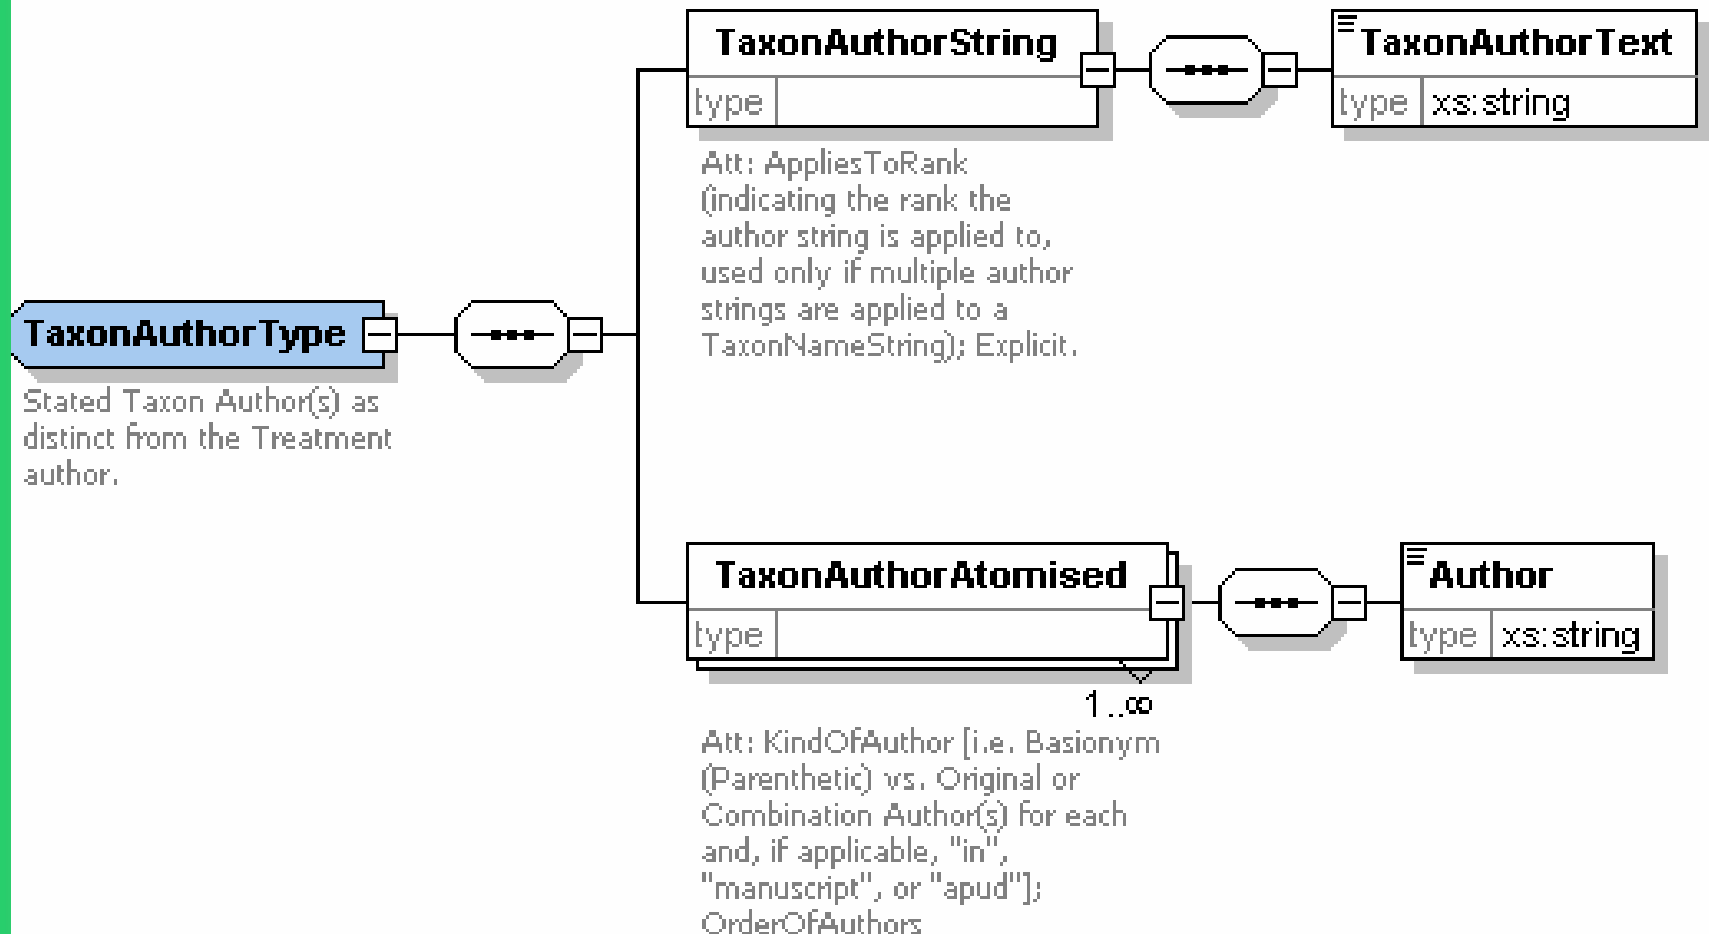 TaxonAuthorString
type
TaxonAuthorText
type xs:string
Att: AppliesToRank
(indicating the rank the
author string is applied to,
used only if multiple author
strings are applied to a
TaxonNameString); Explicit.
TaxonAuthorType
Stated Taxon Author(s) as
distinct from the Treatment
author.
TaxonAuthorAtomised
type
1..∞
Author
type xs:string
Att: KindOfAuthor [i.e. Basionym
(Parenthetic) vs. Original or
Combination Author(s) for each
and, if applicable, "in",
"manuscript", or "apud"];
OrderOfAuthors